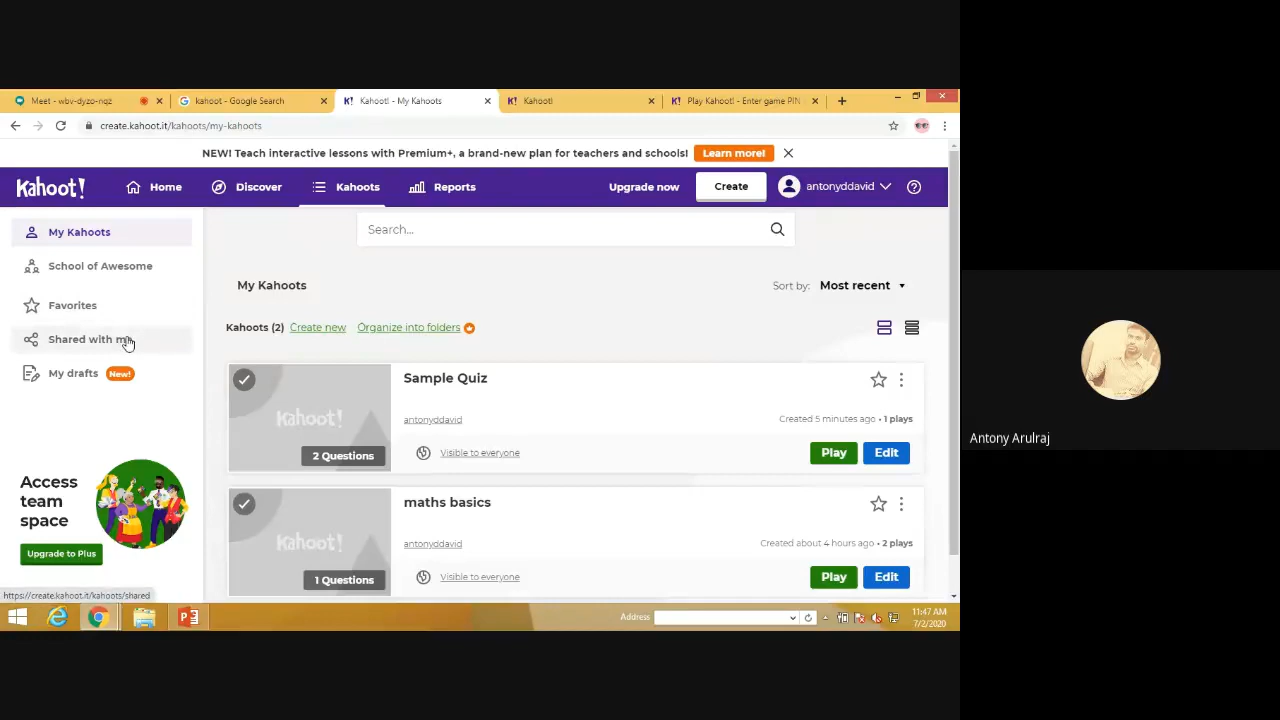 Meet - wbv-dyzo-nqz
kahoot - Google Search
Kahoot! - My Kahoots
Kahoot!
Play Kahoot! - Enter game PIN
create.kahoot.it/kahoots/my-kahoots
NEW! Teach interactive lessons with Premium+, a brand-new plan for teachers and schools! Learn more!
Kahoot! Home Discover Kahoots Reports Upgrade now Create antonyddavid
My Kahoots
School of Awesome
Favorites
Shared with
My drafts New!
Access
team
space
Upgrade to Plus
https://create.kahoot.it/kahoots/shared
Search...
My Kahoots Sort by: Most recent
Kahoots (2) Create new Organize into folders
Kahoot!
2 Questions
Sample Quiz
antonyddavid Created 5 minutes ago • 1 plays
Visible to everyone Play Edit
Kahoot!
1 Questions
maths basics
antonyddavid Created about 4 hours ago • 2 plays
Visible to everyone Play Edit
Address
11:47 AM
7/2/2020
Antony Arulraj